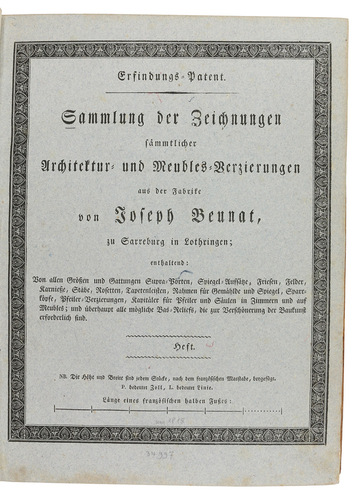 Erfindungs-Patent.
Sammlung der Zeichnungen
sämmtlicher
Architektur- und Meubles-Verzierungen
aus der Fabrike
von Joseph Beunat,
zu Sarreburg in Lothringen;
enthaltend:
Von allen Größen und Gattungen Supra-Porten, Spiegel-Aufsätze, Friesen, Felder,
Karnieße, Stäbe, Rosetten, Tapetenleisten, Rahmen für Gemählde und Spiegel, Sparr-
köpfe, Pfeiler-Verzierungen, Kapitäler für Pfeiler und Säulen in Zimmern und auf
Meubles; und überhaupt alle mögliche Bas-Reliefs, die zur Verschönerung der Baukunst
erforderlich sind.
Heft.
NB. Die Höhe und Breite sind jedem Stücke, nach dem französischen Maasstabe, beygesetzt.
P. bedeutet Zoll, L. bedeutet Linie.
Länge eines französischen halben Fußes: